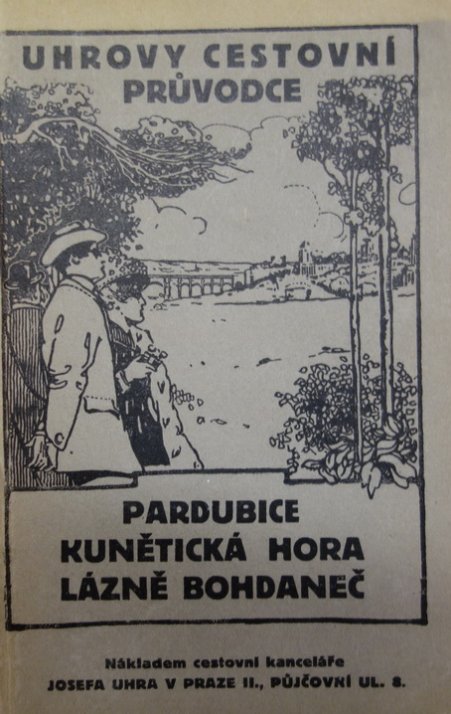 UHROVY CESTOVNÍ
PRŮVODCE
PARDUBICE
KUNĚTICKÁ HORA
LÁZNĚ BOHDANEČ
Nákladem cestovní kanceláře
JOSEFA UHRA V PRAZE II., PŮJČOVNÍ UL. 8.